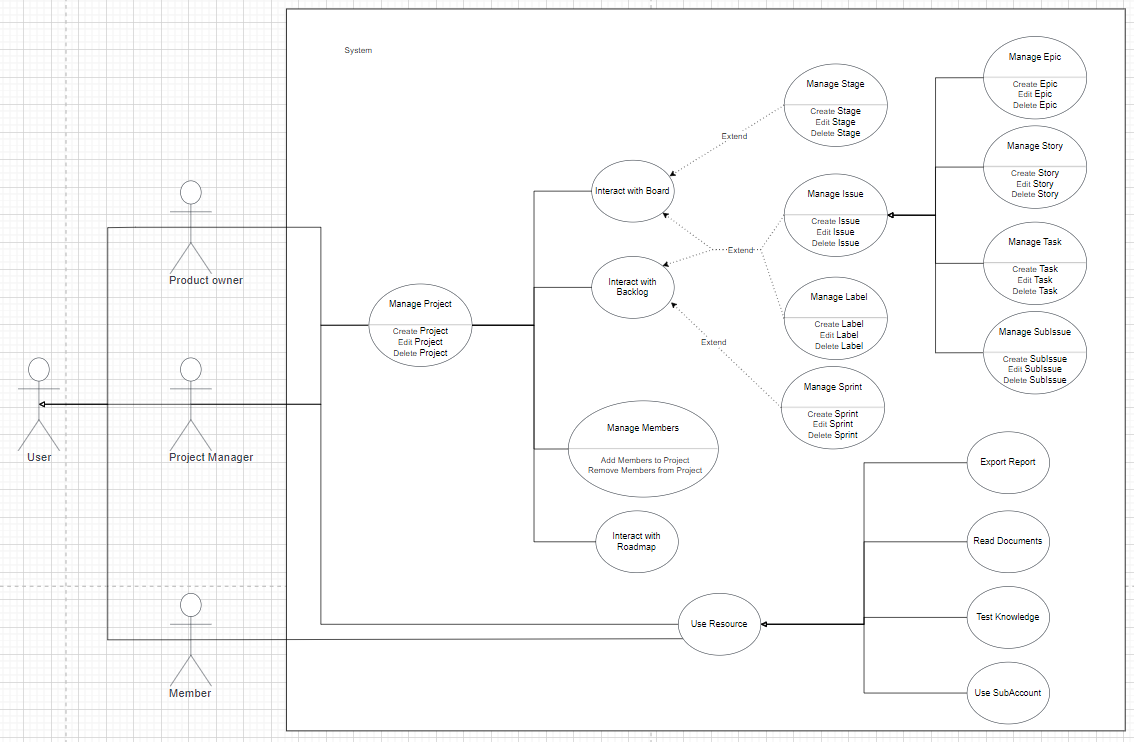 System
Manage Epic
Create Epic
Edit Epic
Delete Epic
Manage Stage
Create Stage
Edit Stage
Delete Stage
Extend
Manage Story
Create Story
Edit Story
Delete Story
Interact with Board
Manage Issue
Create Issue
Edit Issue
Delete Issue
Extend
Manage Task
Create Task
Edit Task
Delete Task
Product owner
Interact with
Backlog
Manage Project
Create Project
Edit Project
Delete Project
Manage Label
Create Label
Edit Label
Delete Label
Extend
Manage SubIssue
Create SubIssue
Edit SubIssue
Delete SubIssue
Manage Sprint
Create Sprint
Edit Sprint
Delete Sprint
User
Project Manager
Manage Members
Add Members to Project
Remove Members from Project
Export Report
Interact with
Roadmap
Read Documents
Use Resource
Test Knowledge
Member
Use SubAccount